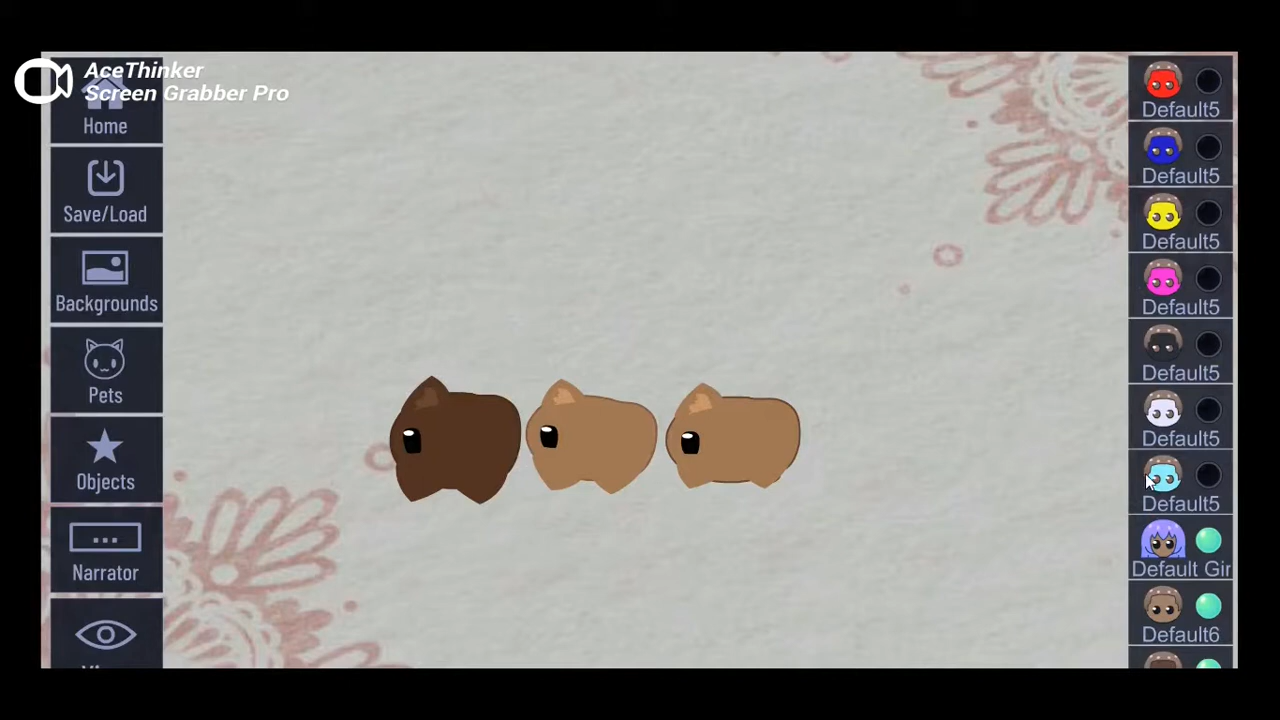 AceThinker
Screen Grabber Pro
Home
Save/Load
Backgrounds
Pets
Objects
Narrator
Default5
Default5
Default5
Default5
Default5
Default5
Default5
Default Gir
Default6